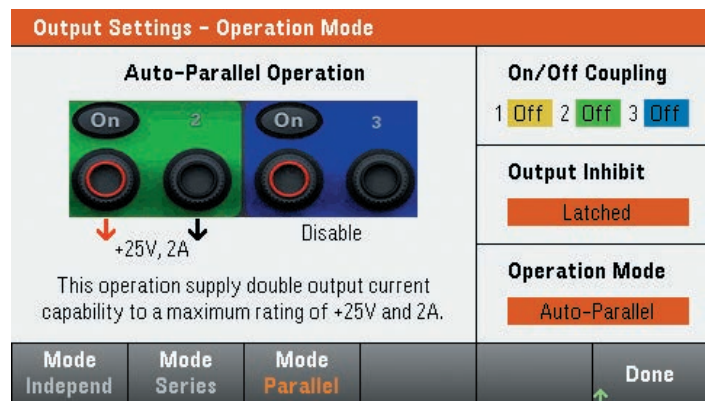 Output Settings - Operation Mode
Auto-Parallel Operation
On 2 On 3
+25V, 2A
Disable
This operation supply double output current
capability to a maximum rating of +25V and 2A.
On/Off Coupling
1 Off 2 Off 3 Off
Output Inhibit
Latched
Operation Mode
Auto-Parallel
Mode
Independ
Mode
Series
Mode
Parallel
Done